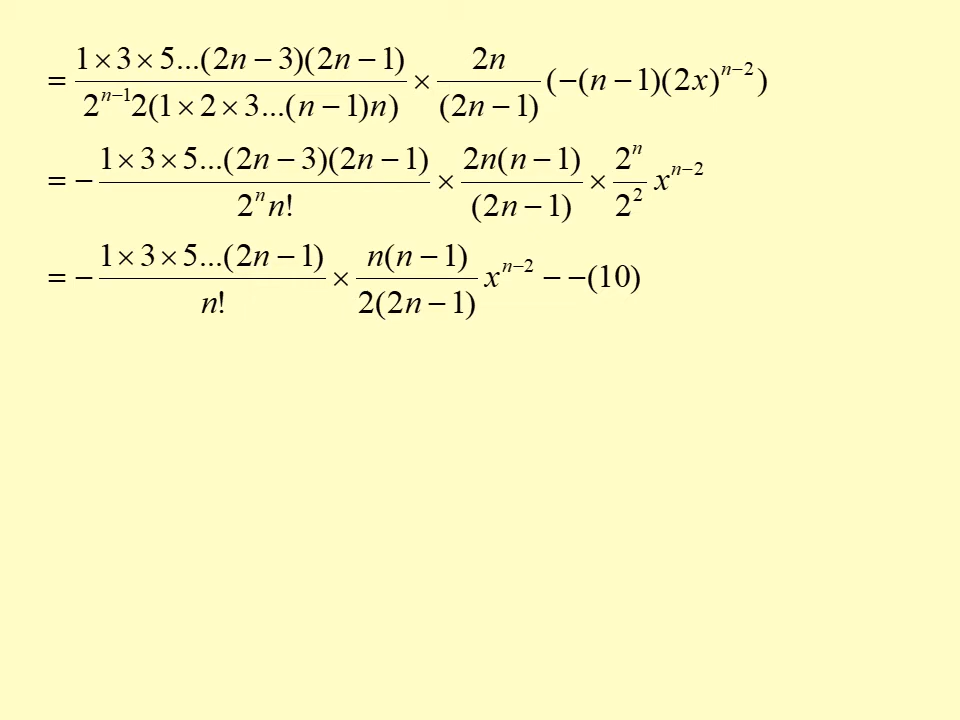 = \frac{1 \times 3 \times 5...(2n-3)(2n-1)}{2^{n-1}2(1 \times 2 \times 3...(n-1)n)} \times \frac{2n}{(2n-1)} (-(n-1)(2x)^{n-2})
= -\frac{1 \times 3 \times 5...(2n-3)(2n-1)}{2^n n!} \times \frac{2n(n-1)}{(2n-1)} \times \frac{2^n}{2^2} x^{n-2}
= -\frac{1 \times 3 \times 5...(2n-1)}{n!} \times \frac{n(n-1)}{2(2n-1)} x^{n-2} --(10)